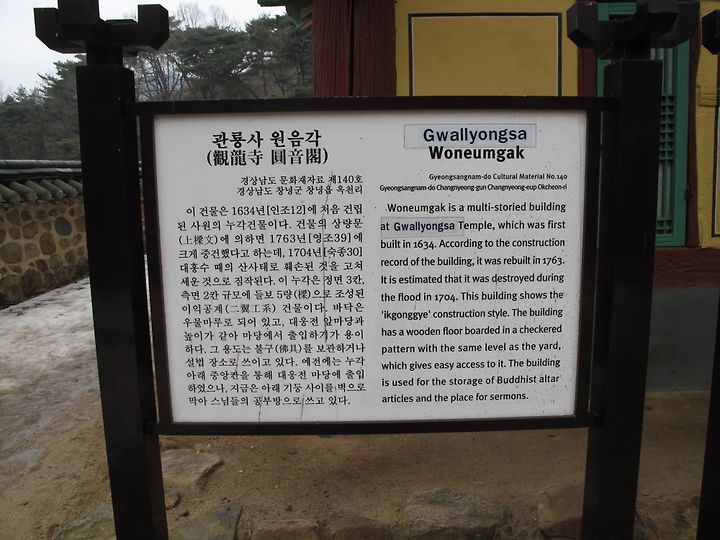 관룡사 원음각
(觀龍寺 圓音閣)
경상남도 문화재자료 제140호
경상남도 창녕군 창녕읍 옥천리
이 건물은 1634년[인조12]에 처음 건립
된 사원의 누각건물이다. 건물의 상량문
(上樑文)에 의하면 1763년[영조39]에
크게 중건했다고 하는데, 1704년[숙종30]
대홍수 때의 산사태로 훼손된 것을 고쳐
세운 것으로 짐작된다. 이 누각은 정면 3칸,
측면 2칸 규모에 들보 5량(樑)으로 조성된
이익공계(二翼工系) 건물이다. 바닥은
우물마루로 되어 있고, 대웅전 앞마당과
높이가 같아 마당에서 출입하기가 용이
하다. 그 용도는 불구(佛具)를 보관하거나
설법 장소로 쓰이고 있다. 예전에는 누각
아래 중앙칸을 통해 대웅전 마당에 출입
하였으나, 지금은 아래 기둥 사이를 벽으로
막아 스님들의 공부방으로 쓰고 있다.
Gwallyongsa
Woneumgak
Gyeongsangnam-do Cultural Material No.140
Gyeongsangnam-do Changnyeong-gun Changnyeong-eup Okcheon-ri
Woneumgak is a multi-storied building
at Gwallyongsa Temple, which was first
built in 1634. According to the construction
record of the building, it was rebuilt in 1763.
It is estimated that it was destroyed during
the flood in 1704. This building shows the
'ikgonggye' construction style. The building
has a wooden floor boarded in a checkered
pattern with the same level as the yard,
which gives easy access to it. The building
is used for the storage of Buddhist altar
articles and the place for sermons.